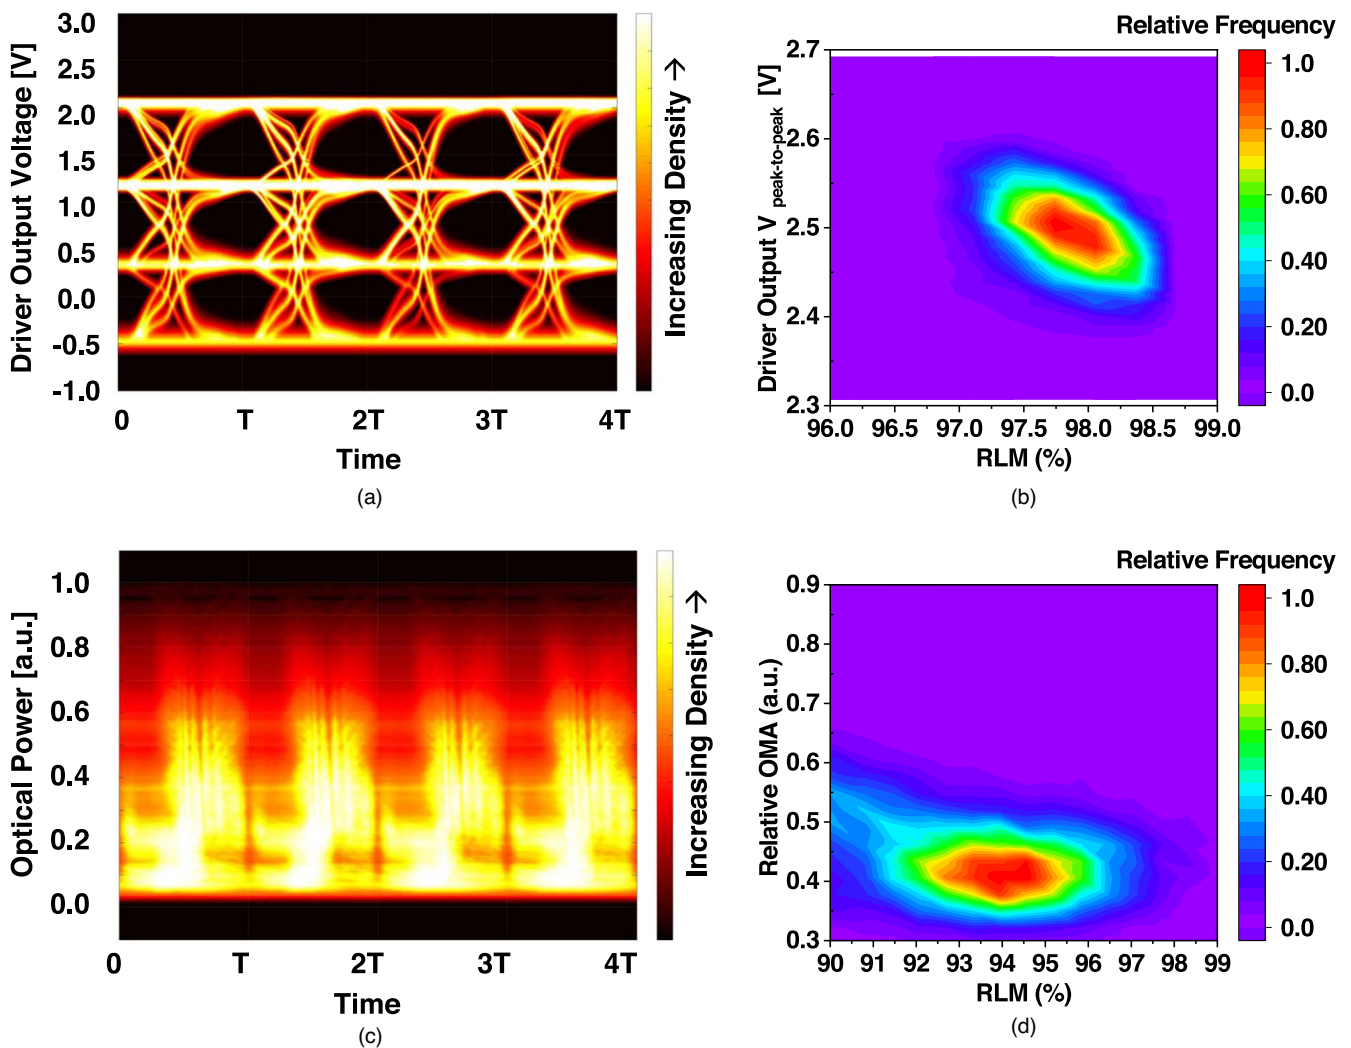 3.0
2.5
2.0
1.5
1.0
0.5
0.0
-0.5
-1.0
Driver Output Voltage [V]
0 T 2T 3T 4T
Time
Increasing Density →
(a)
Relative Frequency
2.7
2.6
2.5
2.4
2.3
Driver Output V peak-to-peak [V]
96.0 96.5 97.0 97.5 98.0 98.5 99.0
RLM (%)
1.0
0.80
0.60
0.40
0.20
0.0
(b)
1.0
0.8
0.6
0.4
0.2
0.0
Optical Power [a.u.]
0 T 2T 3T 4T
Time
Increasing Density →
(c)
Relative Frequency
0.9
0.8
0.7
0.6
0.5
0.4
0.3
Relative OMA (a.u.)
90 91 92 93 94 95 96 97 98 99
RLM (%)
1.0
0.80
0.60
0.40
0.20
0.0
(d)